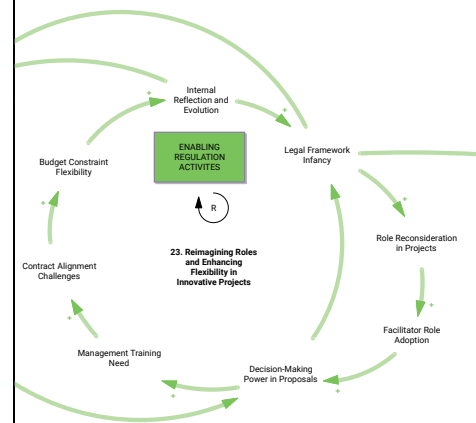 Internal
Reflection and
Evolution
ENABLING
REGULATION
ACTIVITES
Legal Framework
Infancy
Budget Constraint
Flexibility
R
Role Reconsideration
in Projects
23. Reimagining Roles
and Enhancing
Flexibility in
Innovative Projects
Contract Alignment
Challenges
Facilitator Role
Adoption
Management Training
Need
Decision-Making
Power in Proposals
+
+
+
+
+
+
+
+